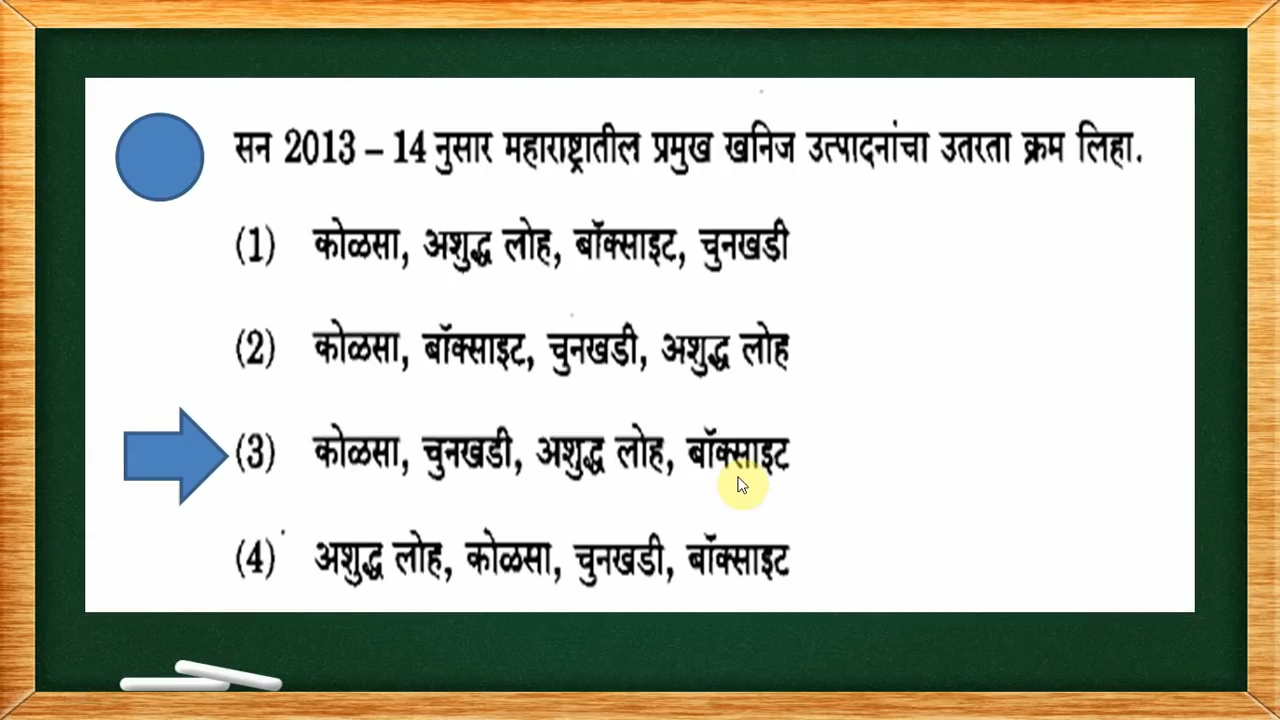 सन 2013 – 14 नुसार महाराष्ट्रातील प्रमुख खनिज उत्पादनांचा उतरता क्रम लिहा.
(1) कोळसा, अशुद्ध लोह, बॉक्साइट, चुनखडी
(2) कोळसा, बॉक्साइट, चुनखडी, अशुद्ध लोह
(3) कोळसा, चुनखडी, अशुद्ध लोह, बॉक्साइट
(4) अशुद्ध लोह, कोळसा, चुनखडी, बॉक्साइट